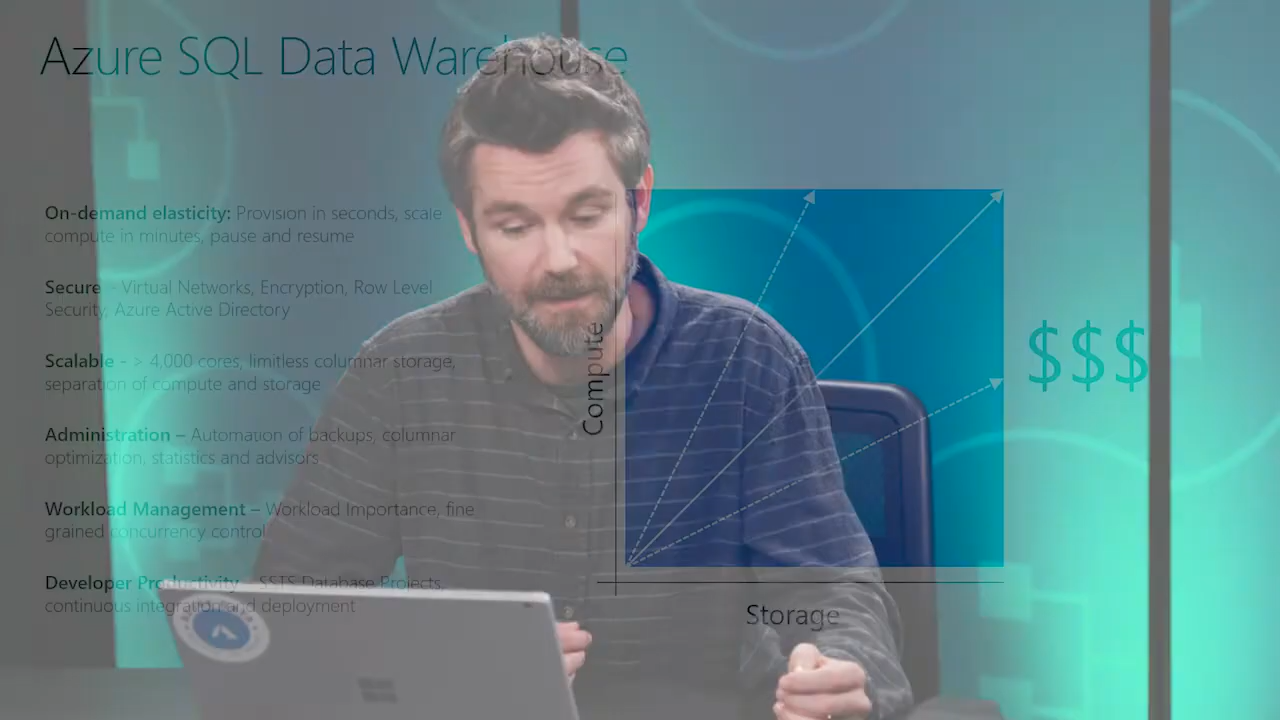 Azure SQL Data Warehouse
On-demand elasticity: Provision in seconds, scale
compute in minutes, pause and resume
Secure - Virtual Networks, Encryption, Row Level
Security, Azure Active Directory
Scalable - > 4,000 cores, limitless columnar storage,
separation of compute and storage
Administration – Automation of backups, columnar
optimization, statistics and advisors
Workload Management – Workload Importance, fine
grained concurrency control
Developer Productivity – SSTS Database Projects,
continuous integration and deployment
Compute
Storage
$$$